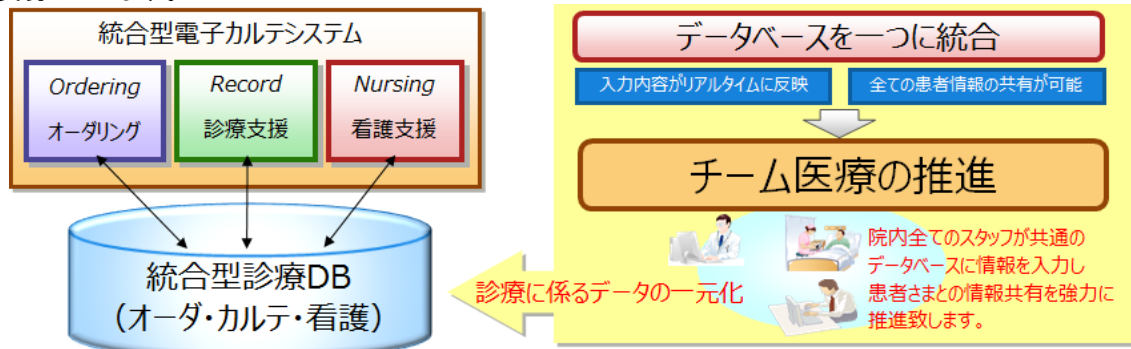 統合型電子カルテシステム
Ordering
オーダリング
Record
診療支援
Nursing
看護支援
統合型診療DB
（オーダ・カルテ・看護）
データベースを一つに統合
入力内容がリアルタイムに反映
全ての患者情報の共有が可能
チーム医療の推進
院内全てのスタッフが共通の
データベースに情報を入力し
患者さまとの情報共有を強力に
推進致します。
診療に係るデータの一元化